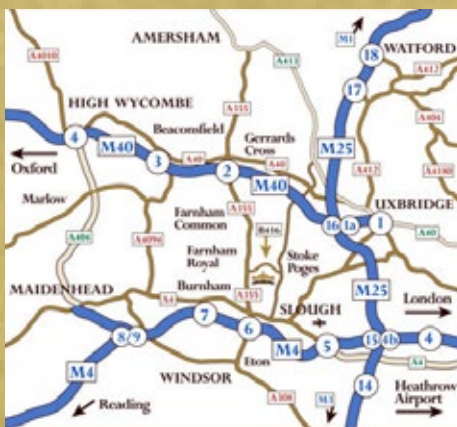 M1
18
WATFORD
AMERSHAM
A4010
A413
A412
17
HIGH WYCOMBE
A355
A404
Beaconsfield
Gerrards
Cross
4
M40
M25
Oxford
3
A40
2
A40
A412
A4180
M40
Marlow
UXBRIDGE
Farnham
Common
A355
B416
16
1a
1
A40
A404
A4094
Farnham
Royal
Stoke
Poges
MAIDENHEAD
Burnham
M25
A4
A355
SLOUGH
London
7
8/9
6
M4
5
15
4b
4
Eton
A4
M4
WINDSOR
14
Heathrow
Airport
Reading
A308
M3